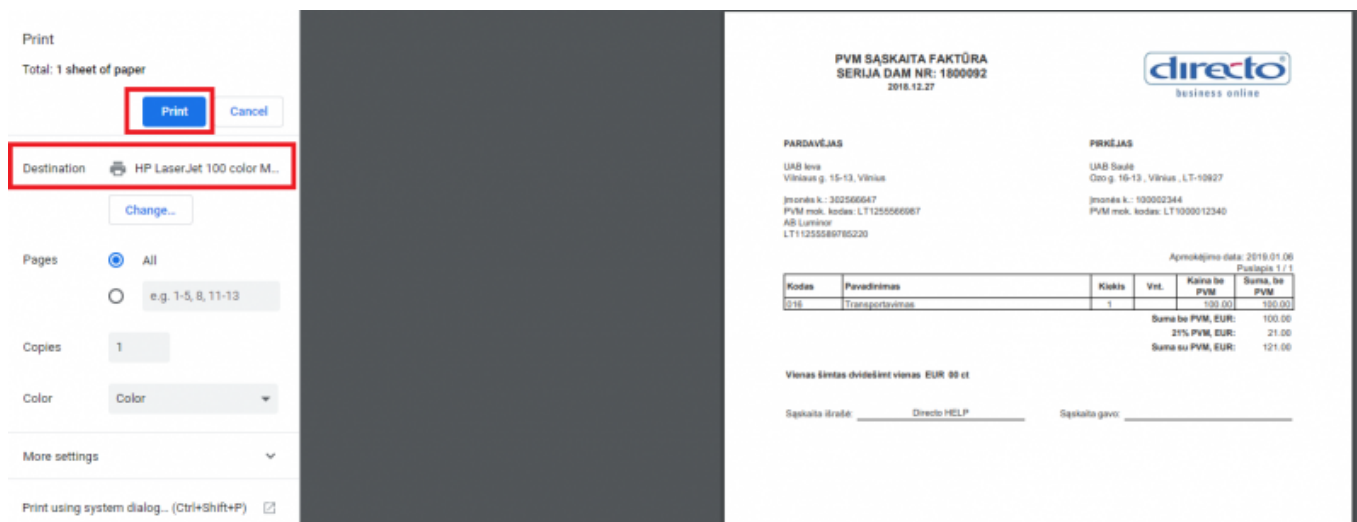 Print
Total: 1 sheet of paper
Print Cancel
Destination HP LaserJet 100 color M...
Change...
Pages All
e.g. 1-5, 8, 11-13
Copies 1
Color Color
More settings
Print using system dialog... (Ctrl+Shift+P)
PVM SĄSKAITA FAKTŪRA
SERIJA DAM NR: 1800092
2018.12.27
directo
business online
PARDAVĖJAS
UAB Ieva
Vilniaus g. 15-13, Vilnius
Įmonės k.: 302566647
PVM mok. kodas: LT1255566987
AB Luminor
LT11255589785220
PIRKĖJAS
UAB Saulė
Ozo g. 16-13 , Vilnius , LT-10927
Įmonės k.: 100002344
PVM mok. kodas: LT1000012340
Apmokėjimo data: 2019.01.06
Puslapis 1 / 1
Kodas Pavadinimas Kiekis Vnt. Kaina be PVM Suma, be PVM
016 Transportavimas 1 100.00 100.00
Suma be PVM, EUR: 100.00
21% PVM, EUR: 21.00
Suma su PVM, EUR: 121.00
Vienas šimtas dvidešimt vienas EUR 00 ct
Sąskaita išrašė: Directo HELP Sąskaita gavo: